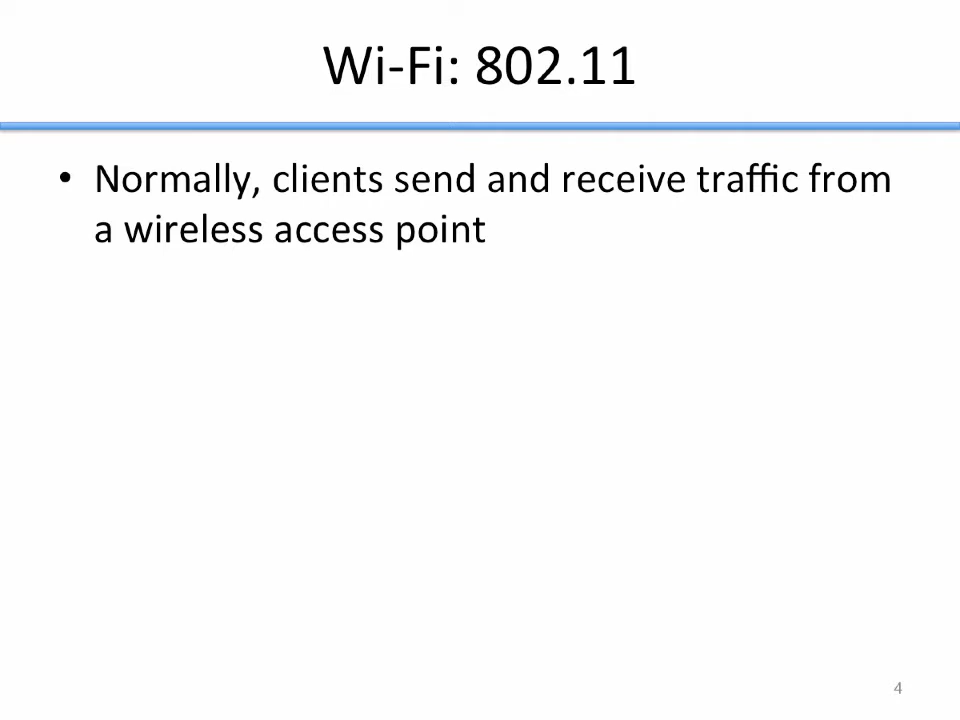 Wi-Fi: 802.11
• Normally, clients send and receive traffic from
a wireless access point
4